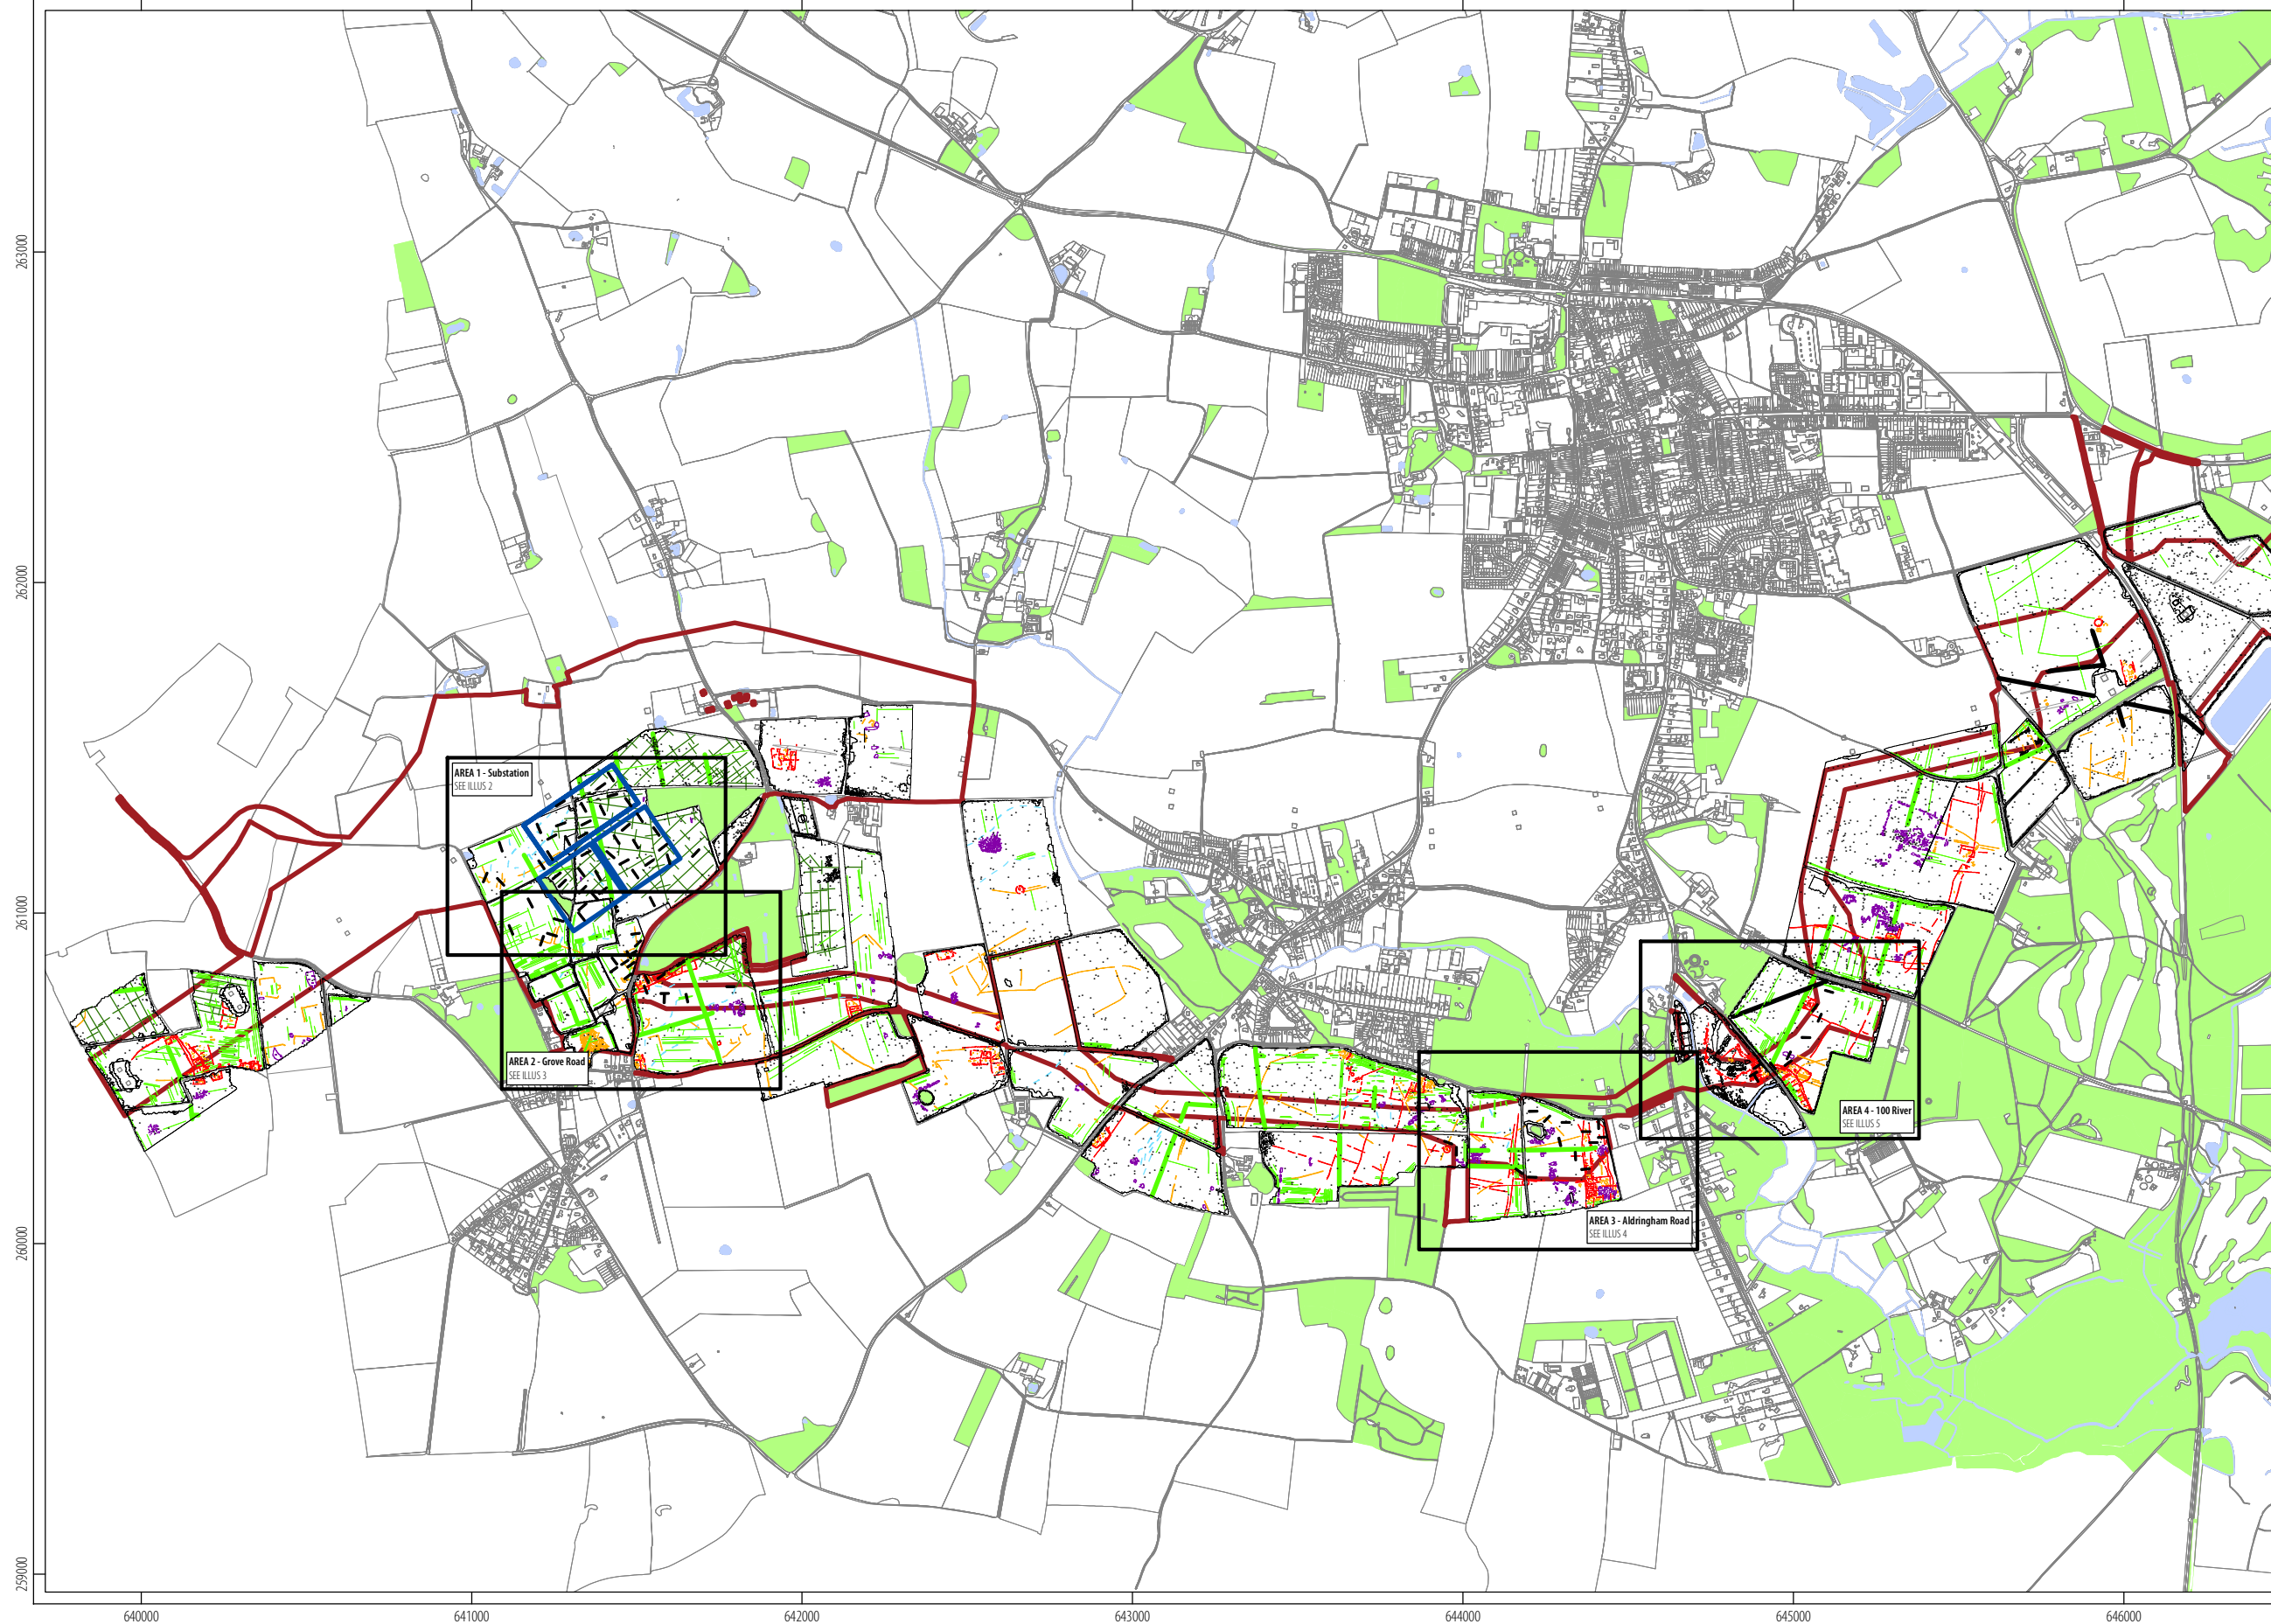 263000
262000
261000
260000
259000
AREA 1 - Substation
SEE ILLUS 2
AREA 2 - Grove Road
SEE ILLUS 3
AREA 4 - 100 River
SEE ILLUS 5
AREA 3 - Aldringham Road
SEE ILLUS 4
640000
641000
642000
643000
644000
645000
646000